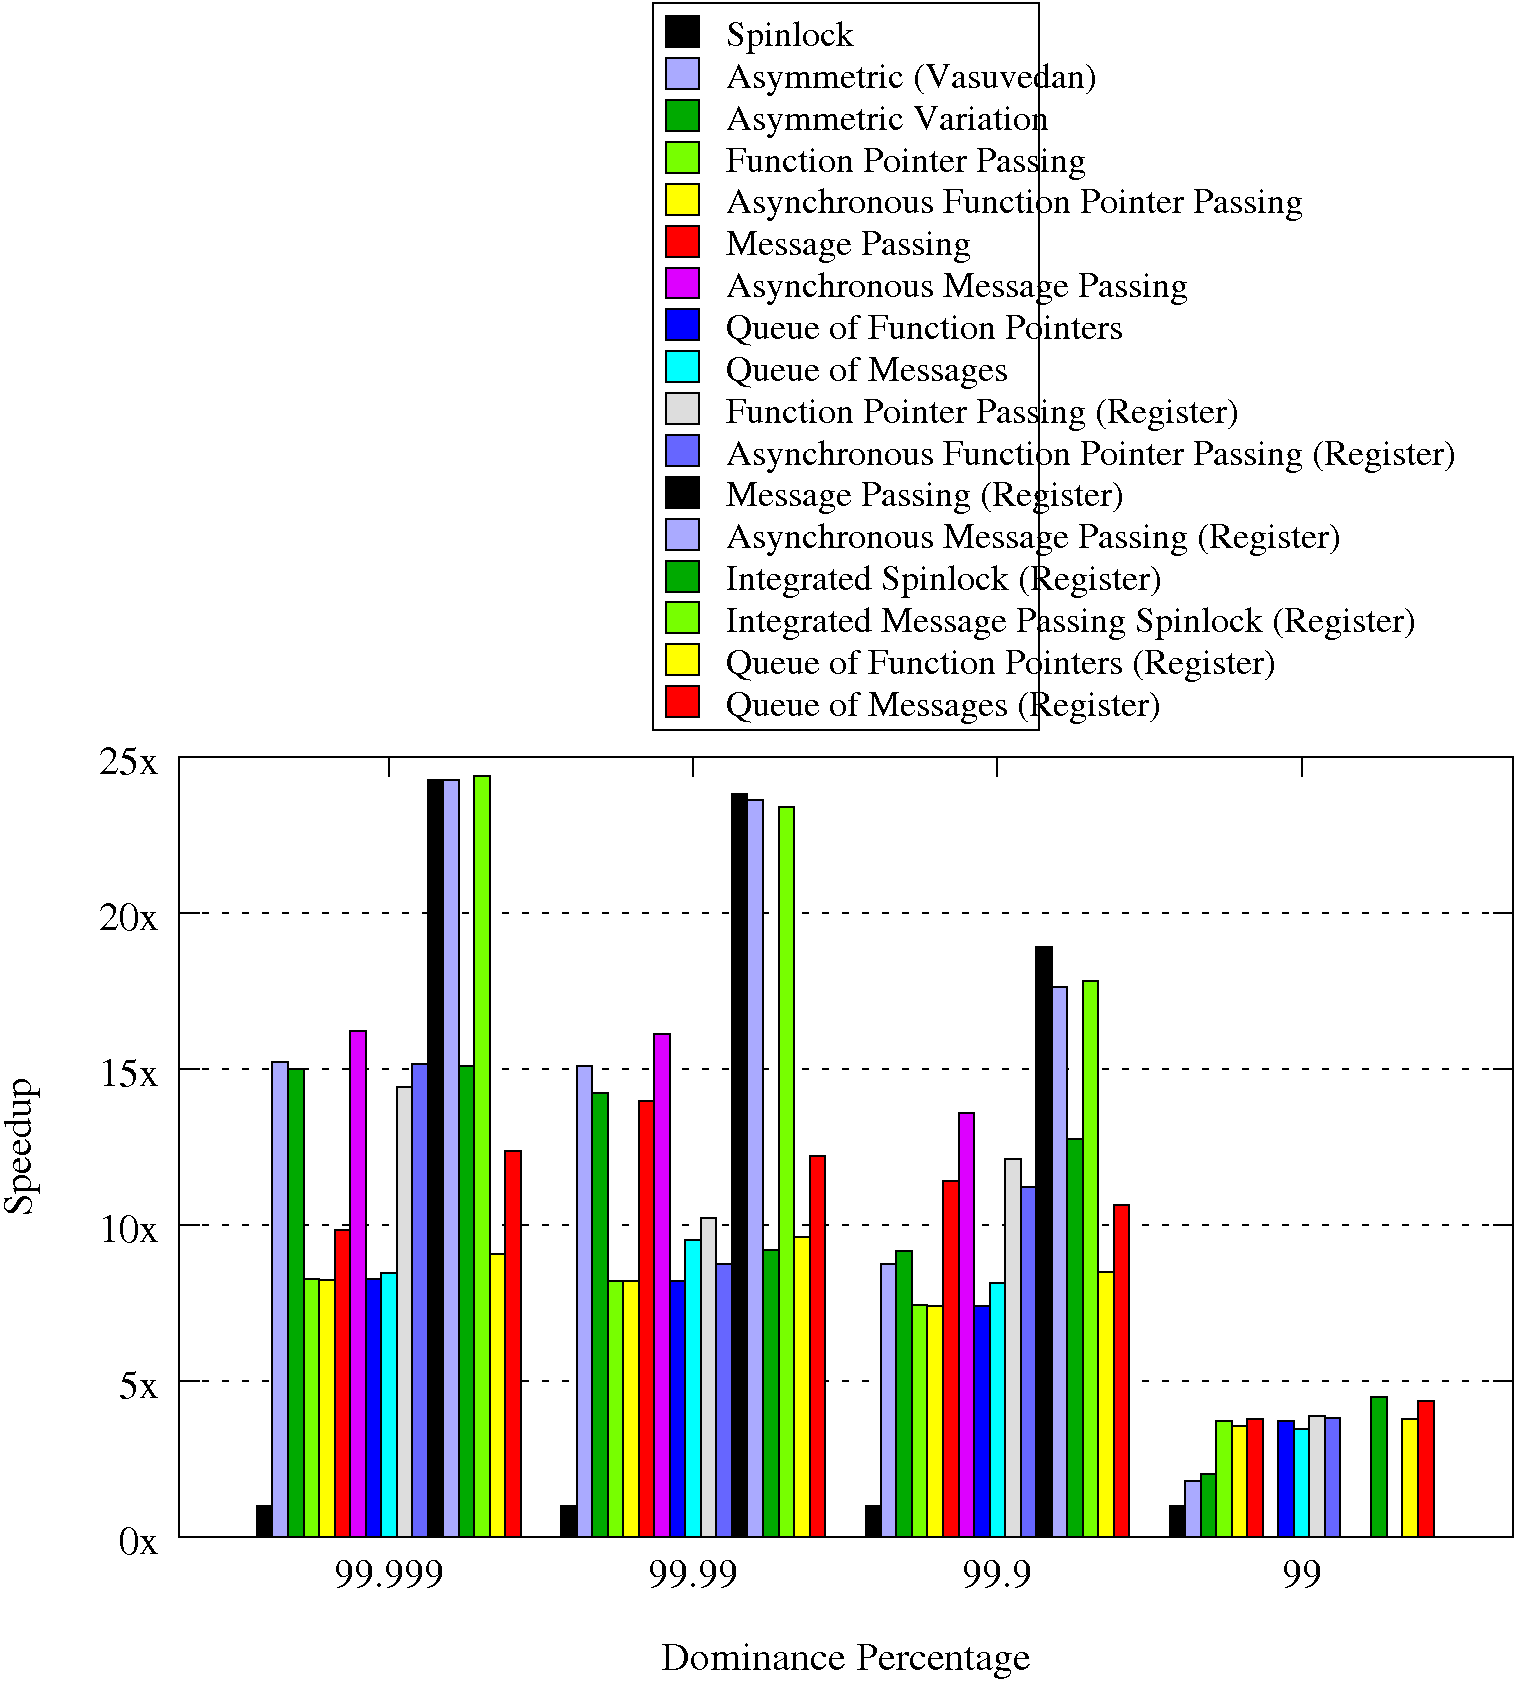 Spinlock
Asymmetric (Vasuvedan)
Asymmetric Variation
Function Pointer Passing
Asynchronous Function Pointer Passing
Message Passing
Asynchronous Message Passing
Queue of Function Pointers
Queue of Messages
Function Pointer Passing (Register)
Asynchronous Function Pointer Passing (Register)
Message Passing (Register)
Asynchronous Message Passing (Register)
Integrated Spinlock (Register)
Integrated Message Passing Spinlock (Register)
Queue of Function Pointers (Register)
Queue of Messages (Register)
25x
20x
15x
10x
5x
0x
Speedup
99.999 99.99 99.9 99
Dominance Percentage